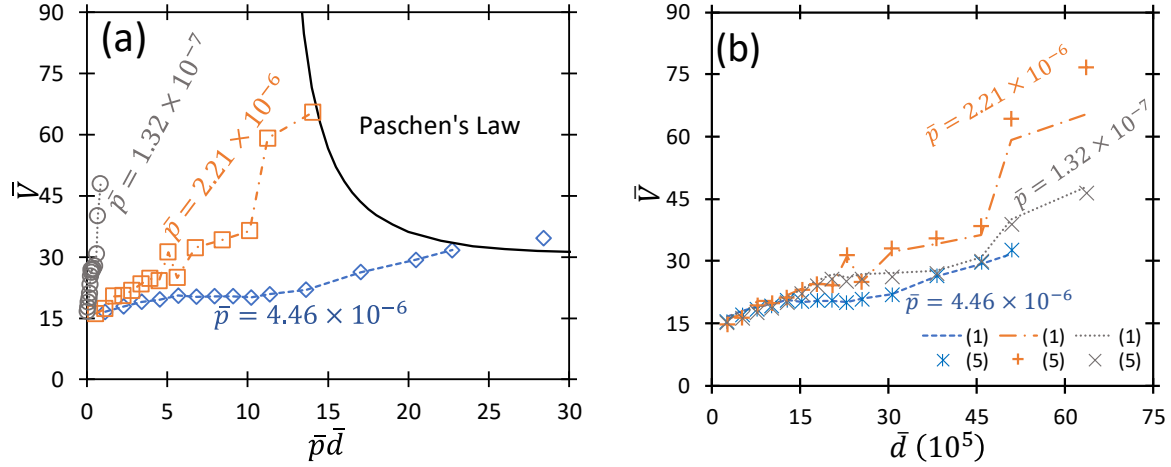 (a)
90
75
60
45
30
15
0
V̅
p̅ = 1.32 × 10⁻⁷
p̅ = 2.21 × 10⁻⁶
Paschen's Law
p̅ = 4.46 × 10⁻⁶
0 5 10 15 20 25 30
p̅d̅
(b)
90
75
60
45
30
15
0
V̅
p̅ = 2.21 × 10⁻⁶
p̅ = 1.32 × 10⁻⁷
p̅ = 4.46 × 10⁻⁶
(1) (1) (1)
(5) (5) (5)
0 15 30 45 60 75
d̅ (10⁵)